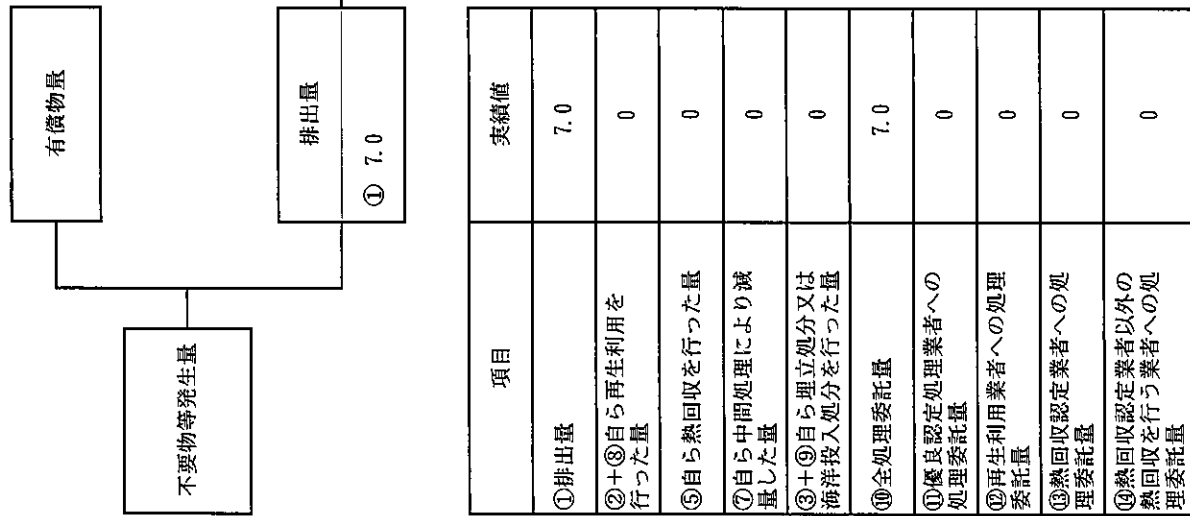 不要物等発生量
有償物量
排出量
① 7.0
項目
実績値
①排出量
7.0
②+⑧自ら再生利用を
行った量
0
⑤自ら熱回収を行った量
0
⑦自ら中間処理により減
量した量
0
③+⑨自ら埋立処分又は
海洋投入処分を行った量
0
⑩全処理委託量
7.0
⑪優良認定処理業者への
処理委託量
0
⑫再生利用業者への処理
委託量
0
⑬熱回収認定業者への処
理委託量
0
⑭熱回収認定業者以外の
熱回収を行う業者への処
理委託量
0